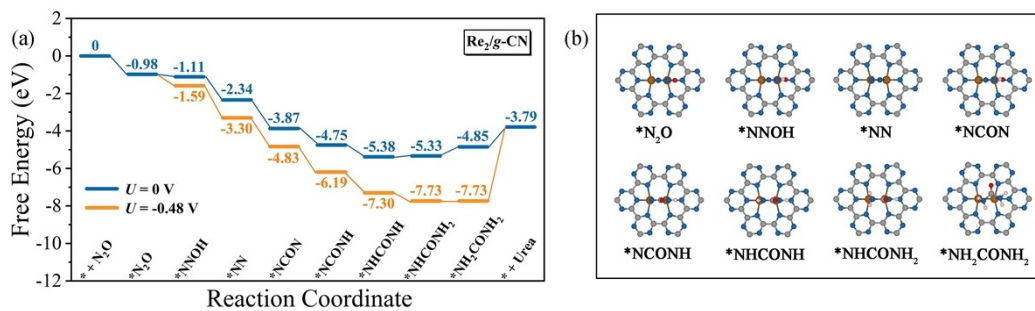 (a)
Re₂/g-CN
Free Energy (eV)
2
0
-2
-4
-6
-8
-10
-12
0
-0.98
-1.11
-2.34
-3.87
-4.75
-5.38
-5.33
-4.85
-3.79
-1.59
-3.30
-4.83
-6.19
-7.30
-7.73
-7.73
U = 0 V
U = -0.48 V
* + N₂O
*N₂O
*NNOH
*NN
*NCON
*NCONH
*NHCONH
*NHCONH₂
*NH₂CONH₂
* + Urea
Reaction Coordinate
(b)
*N₂O
*NNOH
*NN
*NCON
*NCONH
*NHCONH
*NHCONH₂
*NH₂CONH₂